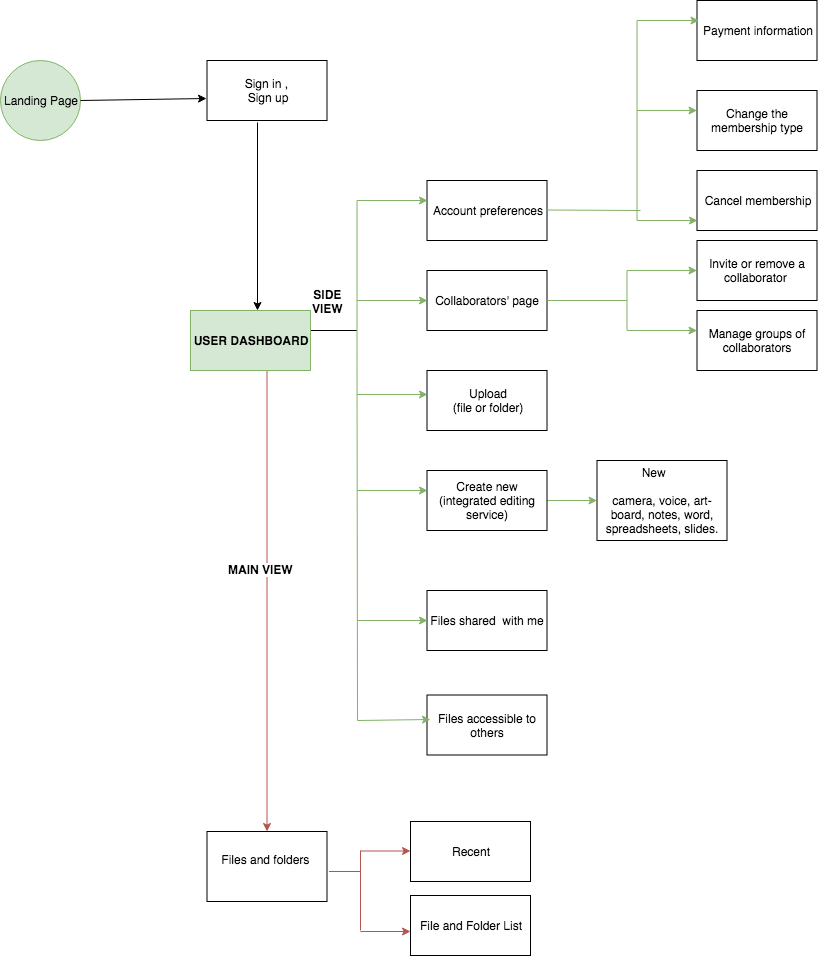 Payment information
Landing Page
Sign in ,
Sign up
Change the
membership type
Account preferences
Cancel membership
SIDE
VIEW
Collaborators' page
Invite or remove a
collaborator
USER DASHBOARD
Manage groups of
collaborators
Upload
(file or folder)
Create new
(integrated editing
service)
New
camera, voice, art-
board, notes, word,
spreadsheets, slides.
MAIN VIEW
Files shared  with me
Files accessible to
others
Files and folders
Recent
File and Folder List